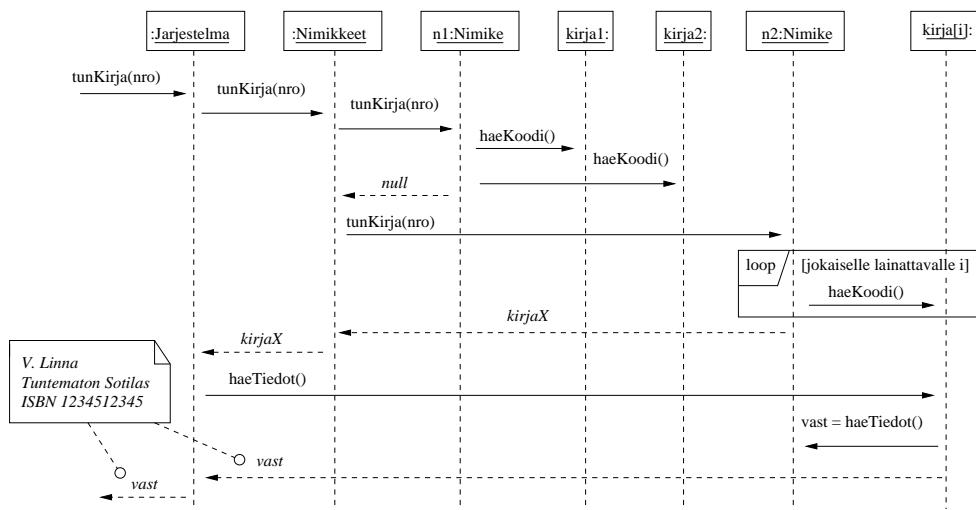 :Jarjestelma
:Nimikkeet
n1:Nimike
kirja1:
kirja2:
n2:Nimike
kirja[i]:
tunKirja(nro)
tunKirja(nro)
tunKirja(nro)
haeKoodi()
haeKoodi()
null
tunKirja(nro)
loop
[jokaiselle lainattavalle i]
haeKoodi()
kirjaX
kirjaX
V. Linna
Tuntematon Sotilas
ISBN 1234512345
haeTiedot()
vast = haeTiedot()
vast
vast